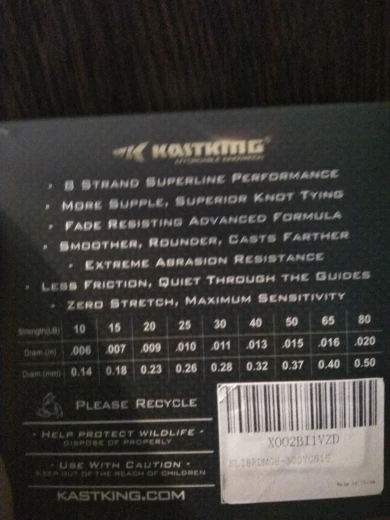 KASTKING®
AFFORDABLE INNOVATION
• 8 STRAND SUPERLINE PERFORMANCE
• MORE SUPPLE, SUPERIOR KNOT TYING
• FADE RESISTING ADVANCED FORMULA
• SMOOTHER, ROUNDER, CASTS FARTHER
• EXTREME ABRASION RESISTANCE
• LESS FRICTION, QUIET THROUGH THE GUIDES
• ZERO STRETCH, MAXIMUM SENSITIVITY
Strength(LB) 10 15 20 25 30 40 50 65 80
Diam (in) .006 .007 .009 .010 .011 .013 .015 .016 .020
Diam (mm) 0.14 0.18 0.23 0.26 0.28 0.32 0.37 0.40 0.50
PLEASE RECYCLE
• HELP PROTECT WILDLIFE •
DISPOSE OF PROPERLY
• USE WITH CAUTION •
KEEP OUT OF THE REACH OF CHILDREN
KASTKING.COM
X002BI1VZD